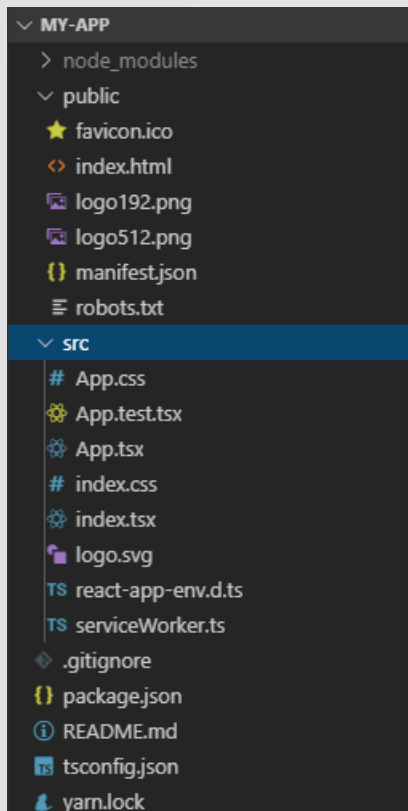 MY-APP
node_modules
public
favicon.ico
index.html
logo192.png
logo512.png
manifest.json
robots.txt
src
App.css
App.test.tsx
App.tsx
index.css
index.tsx
logo.svg
TS react-app-env.d.ts
TS serviceWorker.ts
.gitignore
package.json
README.md
TS tsconfig.json
yarn.lock